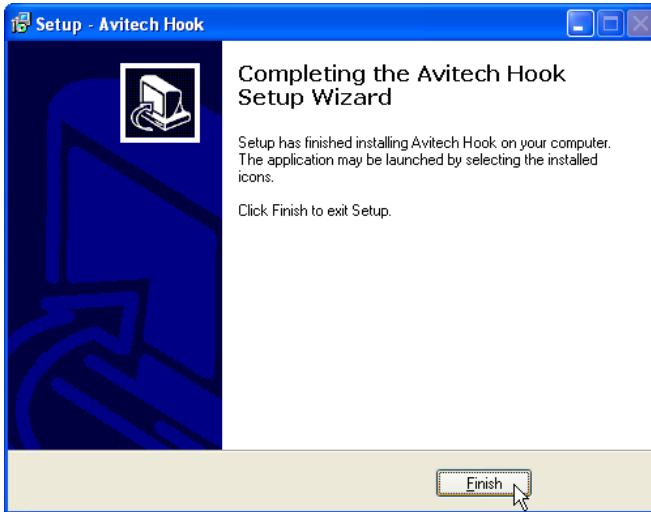 Setup - Avitech Hook
Completing the Avitech Hook
Setup Wizard
Setup has finished installing Avitech Hook on your computer.
The application may be launched by selecting the installed
icons.
Click Finish to exit Setup.
Finish